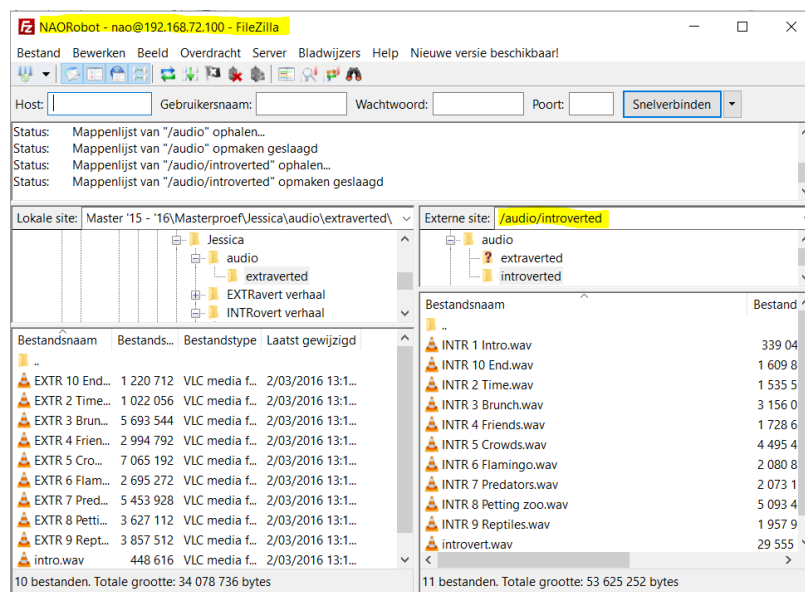 NAORobot - nao@192.168.72.100 - FileZilla
Bestand Bewerken Beeld Overdracht Server Bladwijzers Help Nieuwe versie beschikbaar!
Host: Gebruikersnaam: Wachtwoord: Poort: Snelverbinden
Status: Mappenlijst van "/audio" ophalen...
Status: Mappenlijst van "/audio" opmaken geslaagd
Status: Mappenlijst van "/audio/introverted" ophalen...
Status: Mappenlijst van "/audio/introverted" opmaken geslaagd
Lokale site: Master '15 - '16\Masterproef\Jessica\audio\extraverted\
Jessica
audio
extraverted
EXTRavert verhaal
INTRovert verhaal
Bestandsnaam Bestands... Bestandstype Laatst gewijzigd
..
EXTR 10 End... 1 220 712 VLC media f... 2/03/2016 13:1...
EXTR 2 Time... 1 022 056 VLC media f... 2/03/2016 13:1...
EXTR 3 Brun... 5 693 544 VLC media f... 2/03/2016 13:1...
EXTR 4 Frien... 2 994 792 VLC media f... 2/03/2016 13:1...
EXTR 5 Cro... 7 065 192 VLC media f... 2/03/2016 13:1...
EXTR 6 Flam... 2 695 272 VLC media f... 2/03/2016 13:1...
EXTR 7 Pred... 5 453 928 VLC media f... 2/03/2016 13:1...
EXTR 8 Petti... 3 627 112 VLC media f... 2/03/2016 13:1...
EXTR 9 Rept... 3 857 512 VLC media f... 2/03/2016 13:1...
intro.wav 448 616 VLC media f... 2/03/2016 13:1...
10 bestanden. Totale grootte: 34 078 736 bytes
Externe site: /audio/introverted
audio
extraverted
introverted
Bestandsnaam Bestand
..
INTR 1 Intro.wav 339 04
INTR 10 End.wav 1 609 8
INTR 2 Time.wav 1 535 5
INTR 3 Brunch.wav 3 156 0
INTR 4 Friends.wav 1 728 6
INTR 5 Crowds.wav 4 495 4
INTR 6 Flamingo.wav 2 080 8
INTR 7 Predators.wav 2 073 1
INTR 8 Petting zoo.wav 5 093 4
INTR 9 Reptiles.wav 1 957 9
introvert.wav 29 555
11 bestanden. Totale grootte: 53 625 252 bytes